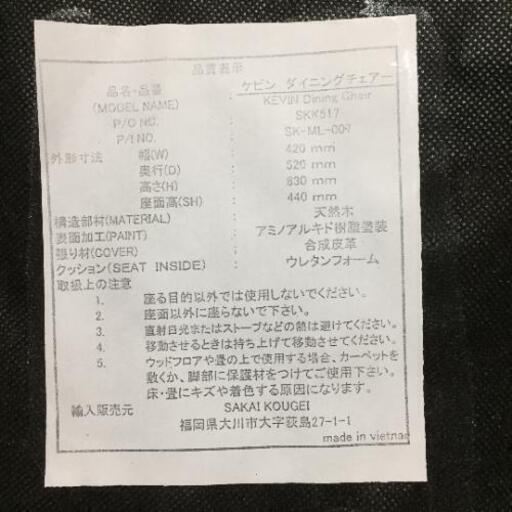 品質表示
品名・品番 : ケビン ダイニングチェアー
(MODEL NAME) KEVIN Dining Chair
P/O NO. : SKK517
P/I NO. : SK-ML-007
外形寸法 幅(W) : 420 mm
奥行(D) : 520 mm
高さ(H) : 830 mm
座面高(SH) : 440 mm
構造部材(MATERIAL) : 天然木
表面加工(PAINT) : アミノアルキド樹脂塗装
張り材(COVER) : 合成皮革
クッション(SEAT INSIDE) : ウレタンフォーム
取扱上の注意
1. 座る目的以外では使用しないでください。
2. 座面以外に座らないで下さい。
3. 直射日光またはストーブなどの熱は避けてください。
4. 移動させるときは持ち上げて移動させてください。
5. ウッドフロアや畳の上で使用する場合、カーペットを
敷くか、脚部に保護材をつけてご使用下さい。
床・畳にキズや着色する原因になります。
輸入販売元 SAKAI KOUGEI
福岡県大川市大字荻島27-1-1
made in vietnam